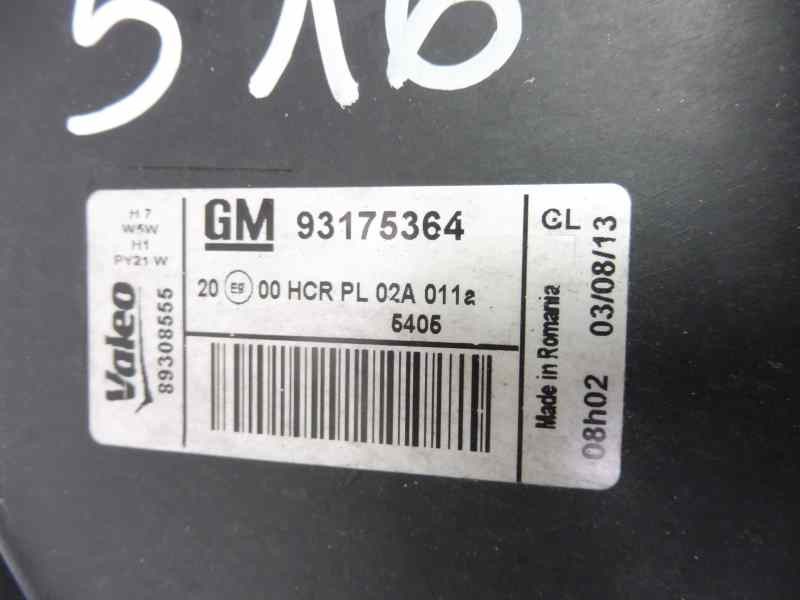 516
H7
W5W
H1
PY21W
Valeo
89308555
GM 93175364
20 E9 00 HCR PL 02A 0112
5405
CL
Made in Romania
03/08/13
08h02